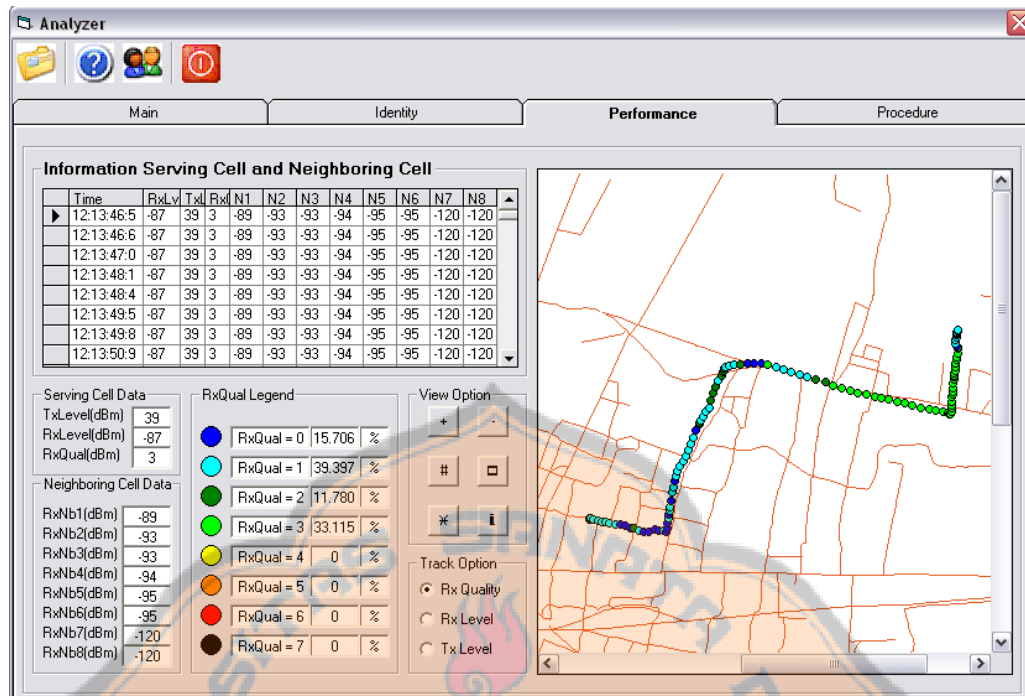 Analyzer
Main Identity Performance Procedure
Information Serving Cell and Neighboring Cell
Time RxLv TxL Rx N1 N2 N3 N4 N5 N6 N7 N8
12:13:46:5 -87 39 3 -89 -93 -93 -94 -95 -95 -120 -120
12:13:46:6 -87 39 3 -89 -93 -93 -94 -95 -95 -120 -120
12:13:47:0 -87 39 3 -89 -93 -93 -94 -95 -95 -120 -120
12:13:48:1 -87 39 3 -89 -93 -93 -94 -95 -95 -120 -120
12:13:48:4 -87 39 3 -89 -93 -93 -94 -95 -95 -120 -120
12:13:49:5 -87 39 3 -89 -93 -93 -94 -95 -95 -120 -120
12:13:49:8 -87 39 3 -89 -93 -93 -94 -95 -95 -120 -120
12:13:50:9 -87 39 3 -89 -93 -93 -94 -95 -95 -120 -120
Serving Cell Data
TxLevel(dBm) 39
RxLevel(dBm) -87
RxQual(dBm) 3
Neighboring Cell Data
RxNb1(dBm) -89
RxNb2(dBm) -93
RxNb3(dBm) -93
RxNb4(dBm) -94
RxNb5(dBm) -95
RxNb6(dBm) -95
RxNb7(dBm) -120
RxNb8(dBm) -120
RxQual Legend
RxQual = 0 15.706 %
RxQual = 1 39.397 %
RxQual = 2 11.780 %
RxQual = 3 33.115 %
RxQual = 4 0 %
RxQual = 5 0 %
RxQual = 6 0 %
RxQual = 7 0 %
View Option
+ -
#
i
Track Option
Rx Quality
Rx Level
Tx Level
SANATA D